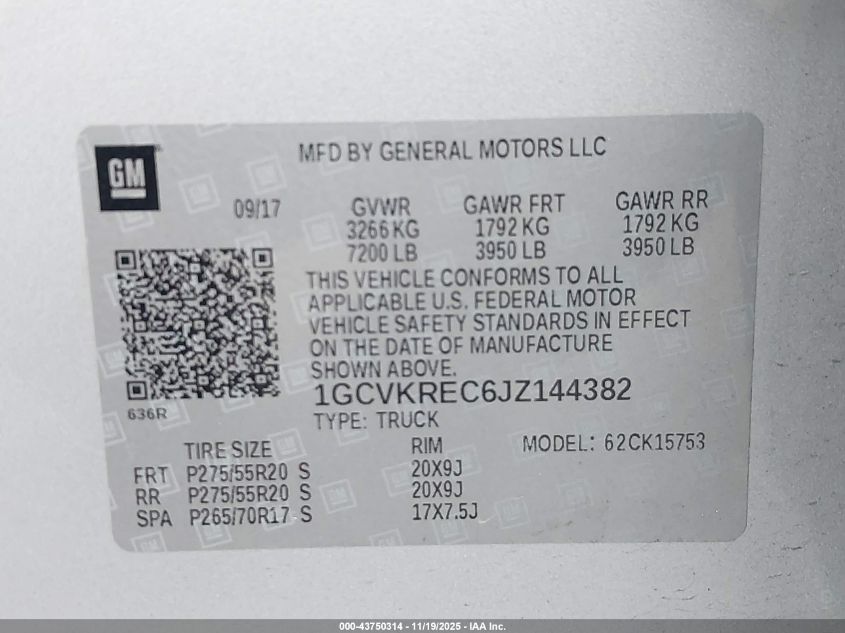 GM
MFD BY GENERAL MOTORS LLC
09/17 GVWR GAWR FRT GAWR RR
3266 KG 1792 KG 1792 KG
7200 LB 3950 LB 3950 LB
THIS VEHICLE CONFORMS TO ALL
APPLICABLE U.S. FEDERAL MOTOR
VEHICLE SAFETY STANDARDS IN EFFECT
ON THE DATE OF MANUFACTURE
SHOWN ABOVE.
1GCVKREC6JZ144382
636R
TYPE: TRUCK
TIRE SIZE RIM MODEL: 62CK15753
FRT P275/55R20 S 20X9J
RR P275/55R20 S 20X9J
SPA P265/70R17 S 17X7.5J
000-43750314 - 11/19/2025 - IAA Inc.